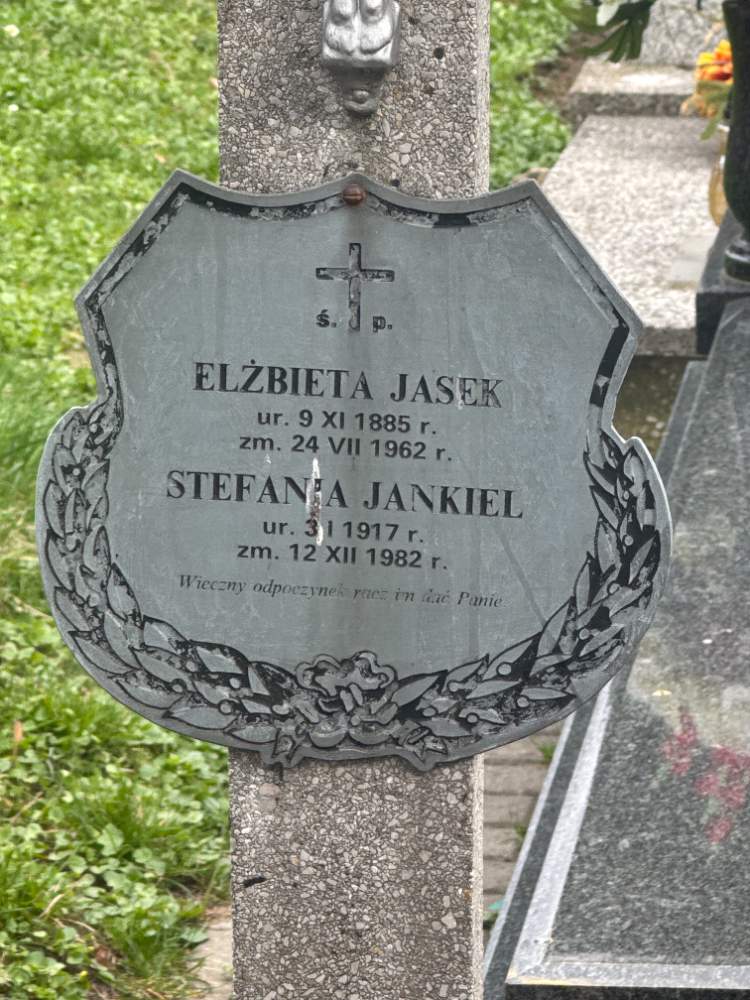 ś. p.
ELŻBIETA JASEK
ur. 9 XI 1885 r.
zm. 24 VII 1962 r.
STEFANIA JANKIEL
ur. 3 I 1917 r.
zm. 12 XII 1982 r.
Wieczny odpoczynek racz im dać Panie